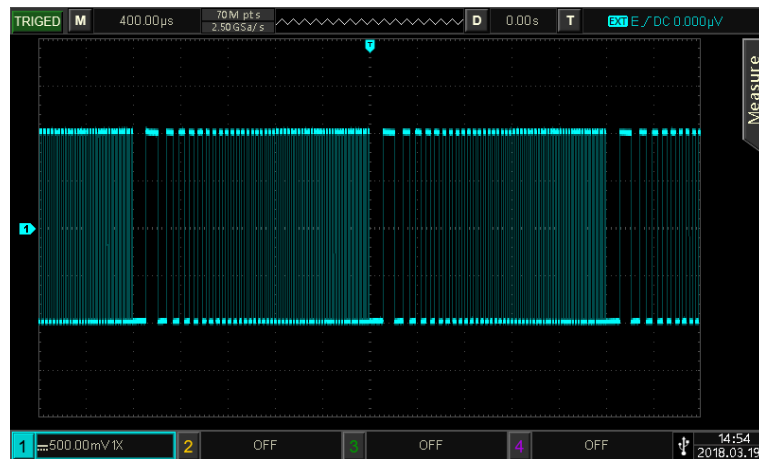 TRIGED M 400.00μs 70M pts D 0.00s T EXT E DC 0.000μV
2.50GSa/s
T
Measure
1
1 500.00mV 1X 2 OFF 3 OFF 4 OFF 14:54
2018.03.19